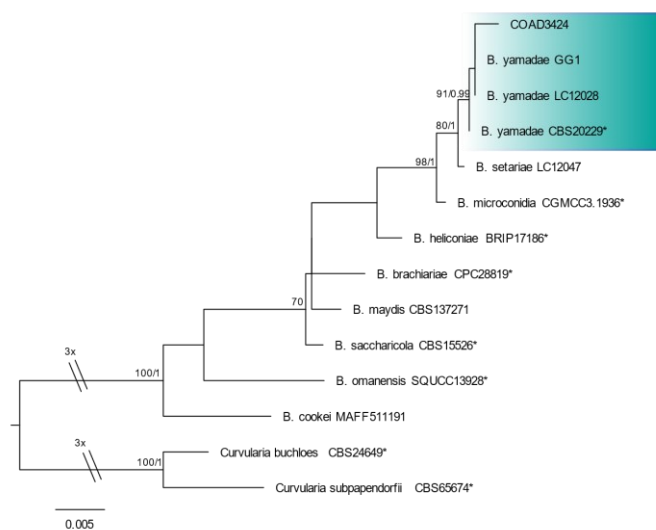 COAD3424
B. yamadae GG1
91/0.99
B. yamadae LC12028
80/1
B. yamadae CBS20229*
98/1
B. setariae LC12047
B. microconidia CGMCC3.1936*
B. heliconiae BRIP17186*
B. brachiariae CPC28819*
70
B. maydis CBS137271
B. saccharicola CBS15526*
3x
100/1
B. omanensis SQUCC13928*
B. cookei MAFF511191
3x
Curvularia buchloes CBS24649*
100/1
Curvularia subpapendorfii CBS65674*
0.005